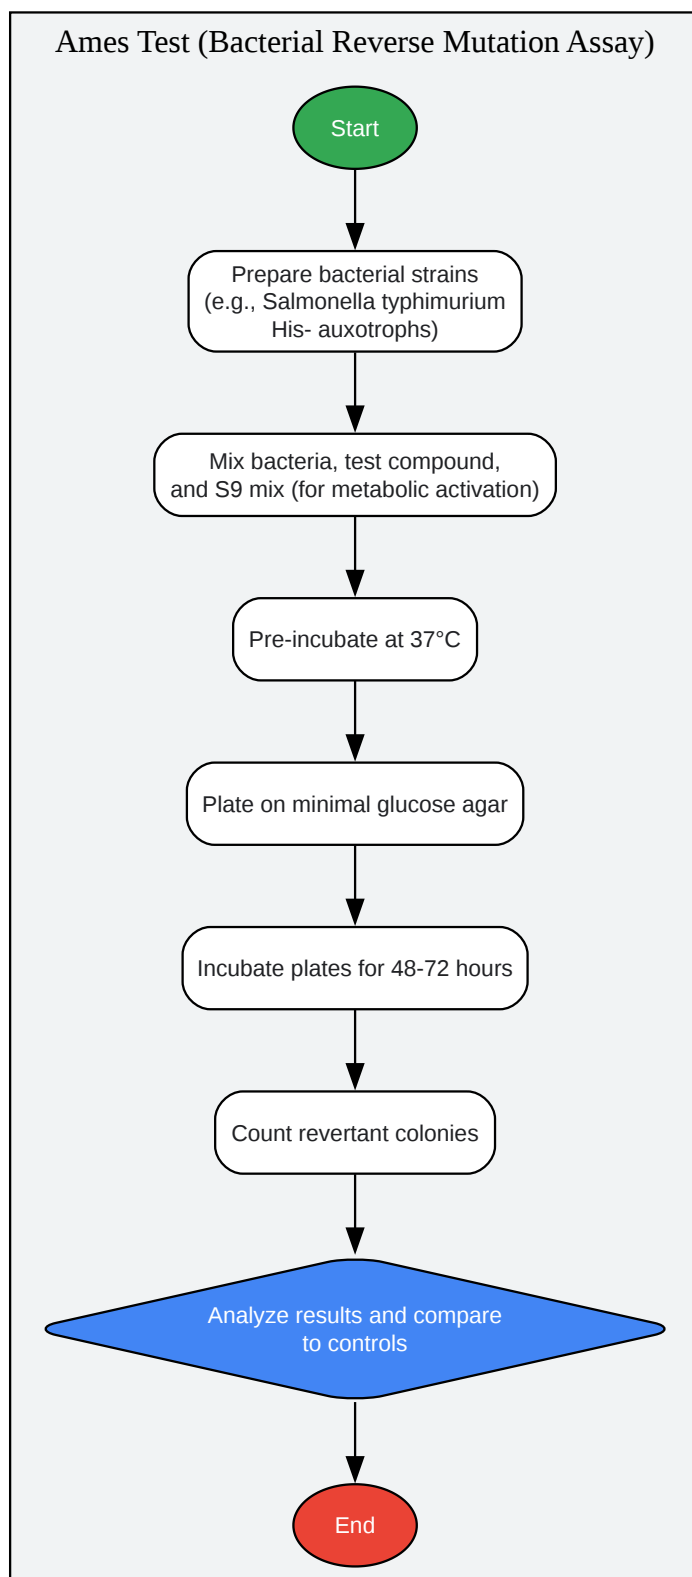 Ames Test (Bacterial Reverse Mutation Assay)
Start
Prepare bacterial strains
(e.g., Salmonella typhimurium
His- auxotrophs)
Mix bacteria, test compound,
and S9 mix (for metabolic activation)
Pre-incubate at 37°C
Plate on minimal glucose agar
Incubate plates for 48-72 hours
Count revertant colonies
Analyze results and compare
to controls
End